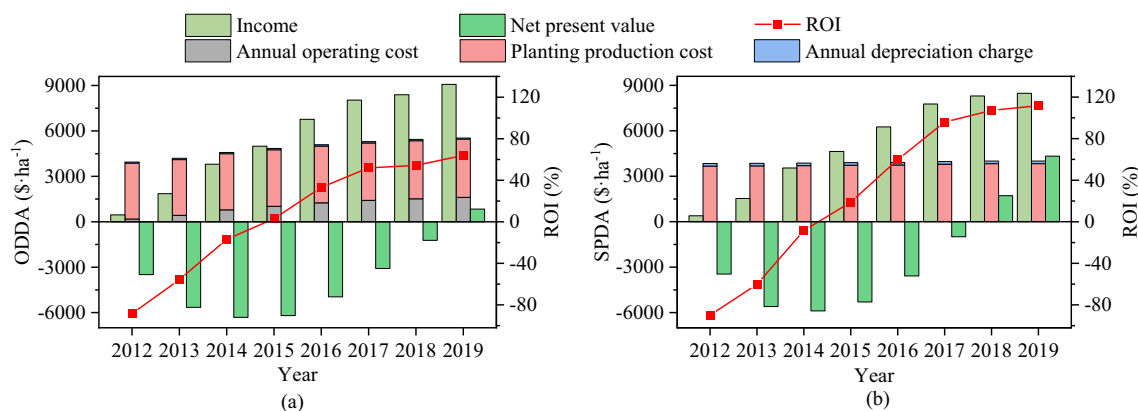 Income
Net present value
ROI
Annual operating cost
Planting production cost
Annual depreciation charge
ODDA ($·ha⁻¹)
9000
6000
3000
0
-3000
-6000
120
80
40
0
-40
-80
ROI (%)
2012 2013 2014 2015 2016 2017 2018 2019
Year
(a)
SPDA ($·ha⁻¹)
9000
6000
3000
0
-3000
-6000
120
80
40
0
-40
-80
ROI (%)
2012 2013 2014 2015 2016 2017 2018 2019
Year
(b)